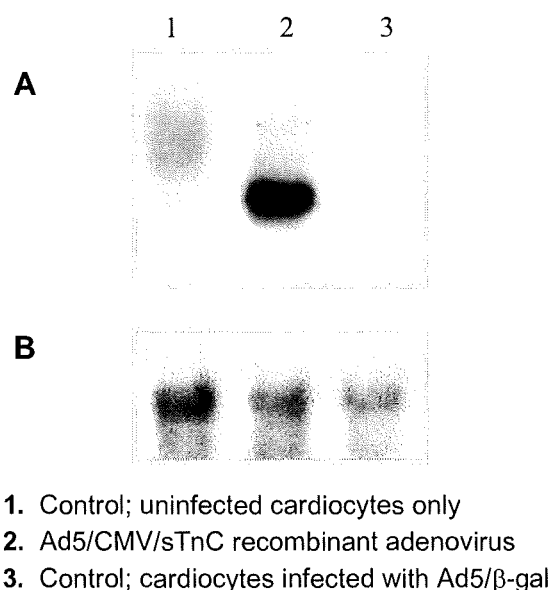 1 2 3
A
B
1. Control; uninfected cardiocytes only
2. Ad5/CMV/sTnC recombinant adenovirus
3. Control; cardiocytes infected with Ad5/β-gal